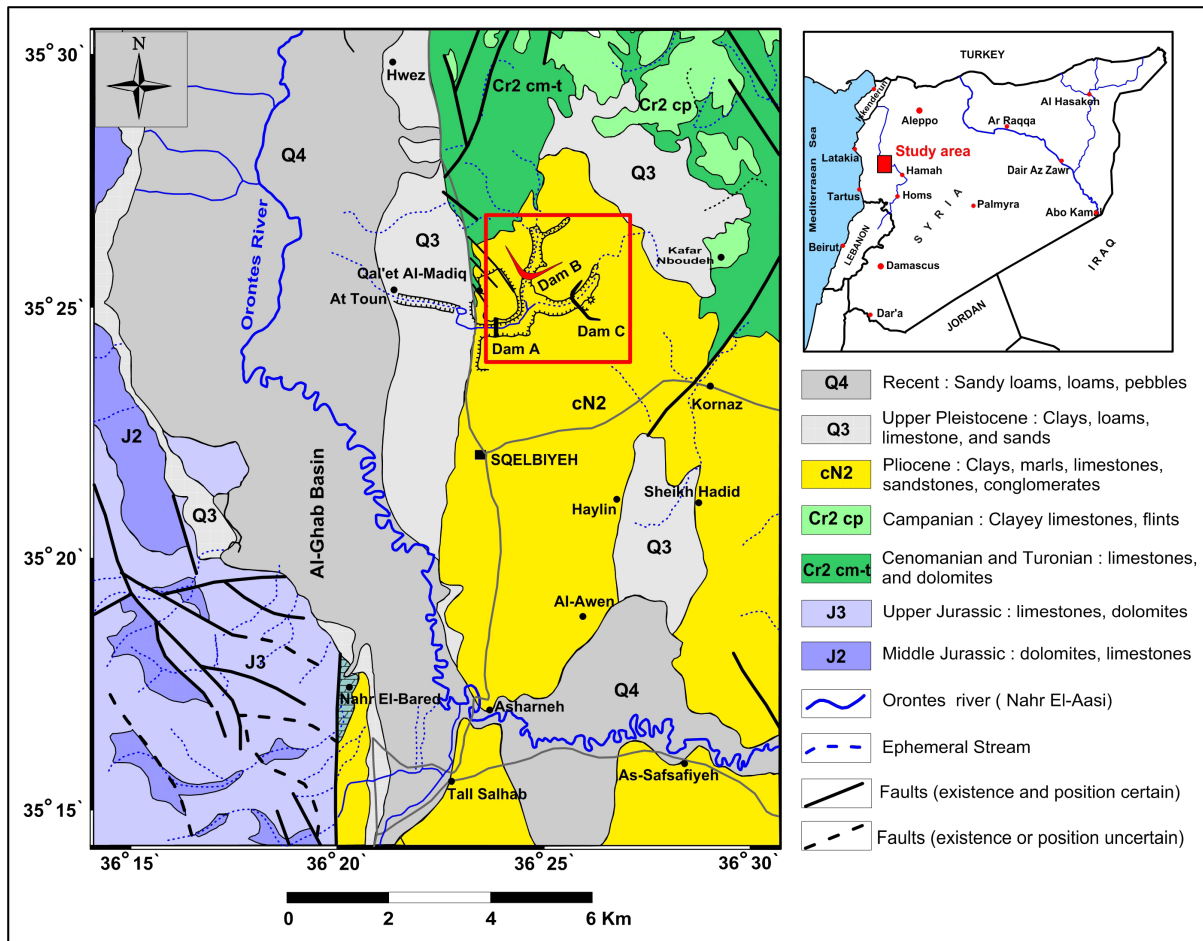 35° 30`
35° 25`
35° 20`
35° 15`
36° 15`
36° 20`
36° 25`
36° 30`
N
Hwez
Cr2 cm-t
Cr2 cp
Q4
Orontes River
Q3
Q3
Kafar
Nboudeh
Qal'et Al-Madiq
At Toun
Dam B
Dam C
Dam A
cN2
Kornaz
J2
SQELBIYEH
Haylin
Sheikh Hadid
Q3
Q3
Al-Ghab Basin
Al-Awen
J3
Q4
Nahr El-Bared
Asharneh
As-Safsafiyeh
Tall Salhab
0 2 4 6 Km
TURKEY
Iskenderun
Al Hasakeh
Aleppo
Ar Raqqa
Mediterraean Sea
Latakia
Study area
Dair Az Zawr
Hamah
Tartus
Homs
Palmyra
Abo Kamal
SYRIA
Beirut
LEBANON
IRAQ
Damascus
JORDAN
Dar'a
Q4 Recent : Sandy loams, loams, pebbles
Q3 Upper Pleistocene : Clays, loams,
limestone, and sands
cN2 Pliocene : Clays, marls, limestones,
sandstones, conglomerates
Cr2 cp Campanian : Clayey limestones, flints
Cr2 cm-t Cenomanian and Turonian : limestones,
and dolomites
J3 Upper Jurassic : limestones, dolomites
J2 Middle Jurassic : dolomites, limestones
Orontes river ( Nahr El-Aasi)
Ephemeral Stream
Faults (existence and position certain)
Faults (existence or position uncertain)